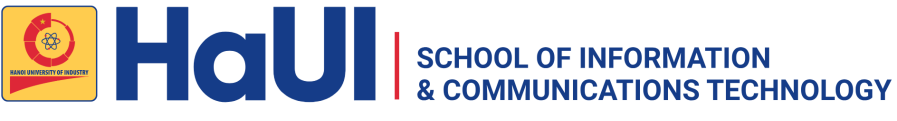 HANOI UNIVERSITY OF INDUSTRY
HaUI
SCHOOL OF INFORMATION
& COMMUNICATIONS TECHNOLOGY